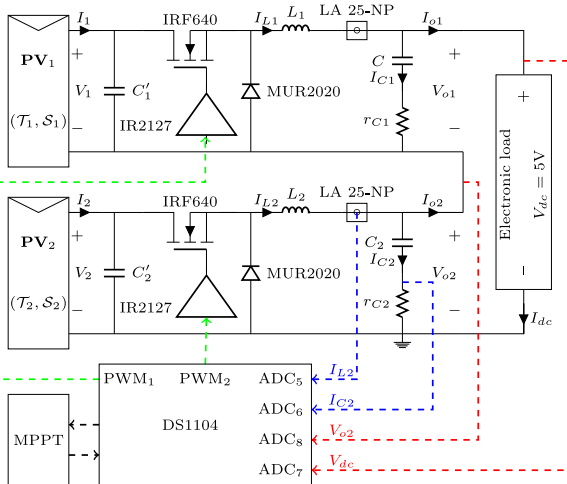 I1 IRF640 IL1 L1 LA 25-NP Io1
PV1 + V1 − C′1 IR2127 MUR2020 C IC1 rC1 + Vo1 −
(T1, S1)
+ Electronic load Vdc = 5V −
I2 IRF640 IL2 L2 LA 25-NP Io2
PV2 + V2 − C′2 IR2127 MUR2020 C2 IC2 rC2 + Vo2 −
(T2, S2)
Idc
PWM1 PWM2 ADC5 IL2
ADC6 IC2
DS1104
MPPT
ADC8 Vo2
ADC7 Vdc